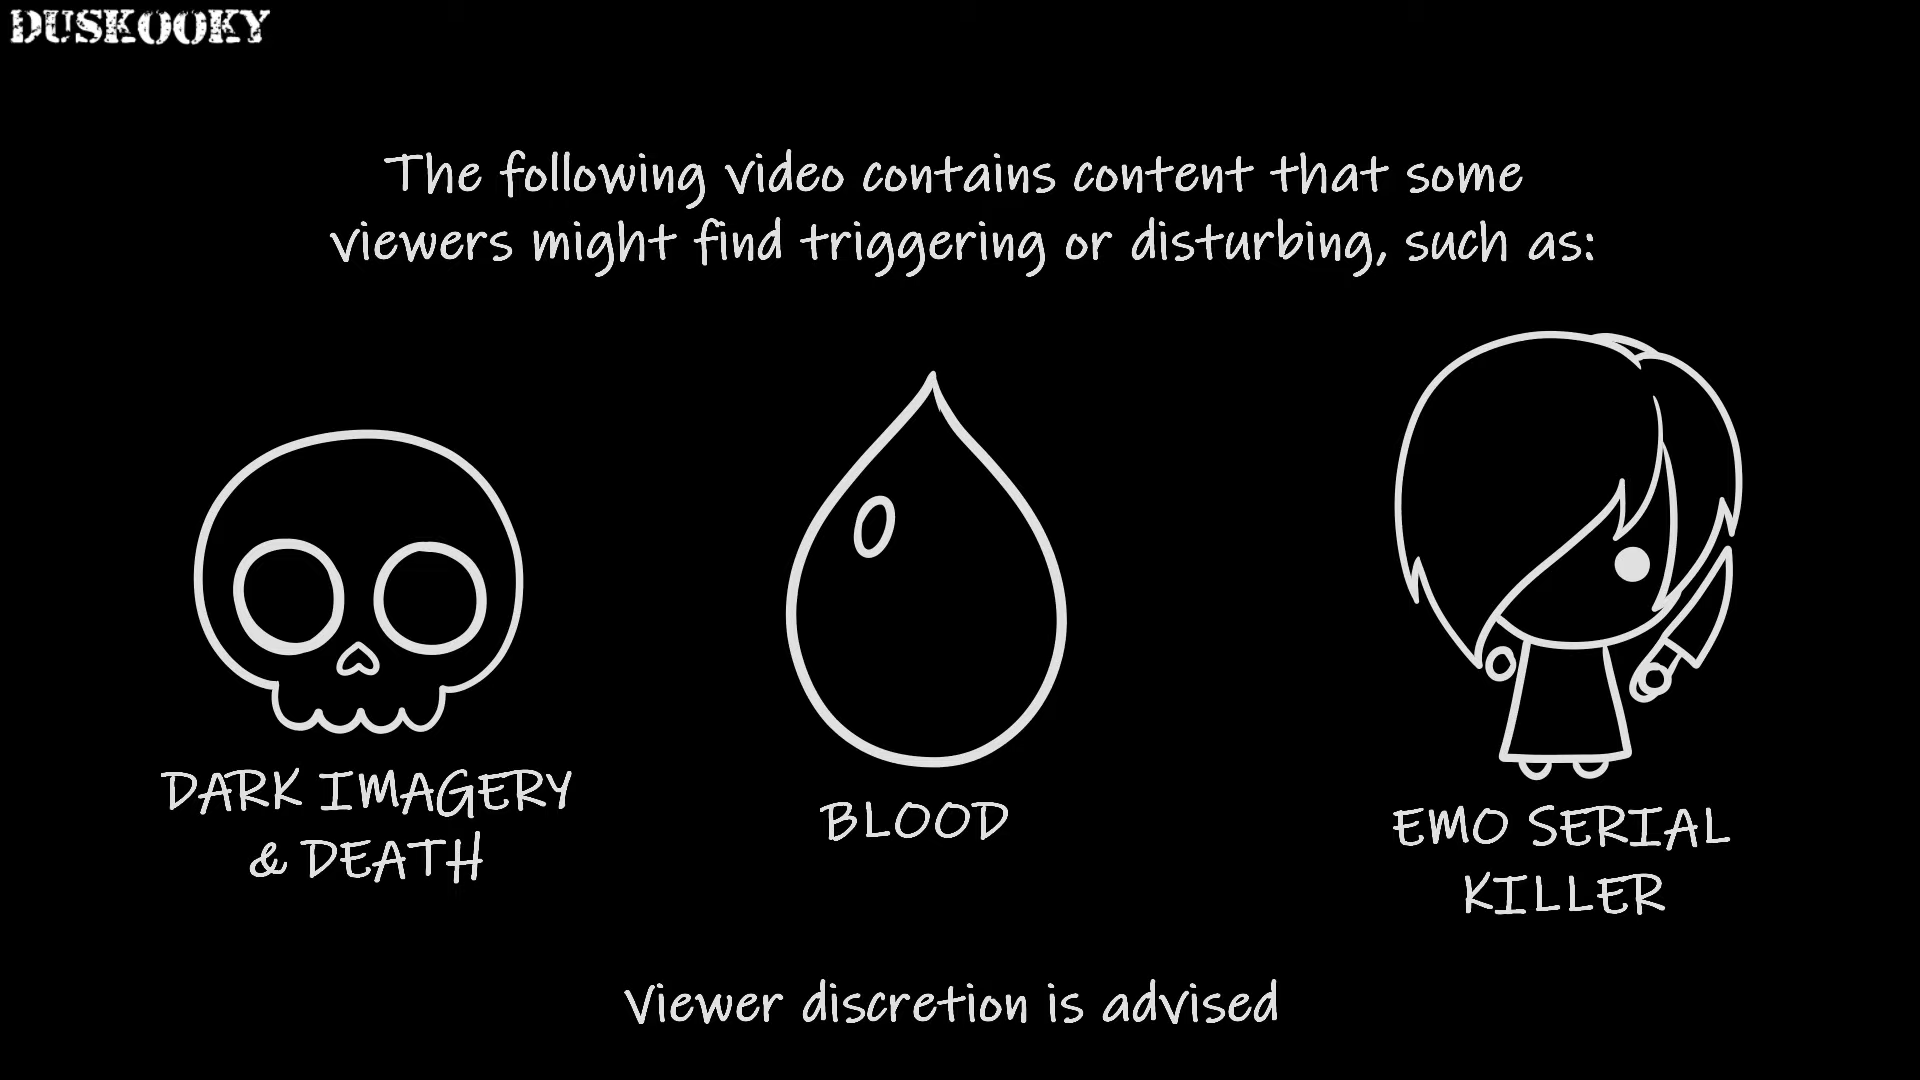 DUSKOOKY
The following video contains content that some
viewers might find triggering or disturbing, such as:
DARK IMAGERY
& DEATH
BLOOD
EMO SERIAL
KILLER
Viewer discretion is advised